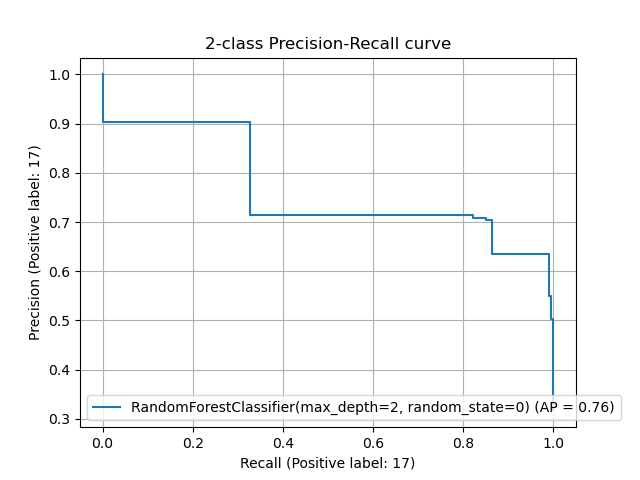 2-class Precision-Recall curve
1.0
0.9
0.8
0.7
0.6
0.5
0.4
0.3
Precision (Positive label: 17)
RandomForestClassifier(max_depth=2, random_state=0) (AP = 0.76)
0.0 0.2 0.4 0.6 0.8 1.0
Recall (Positive label: 17)